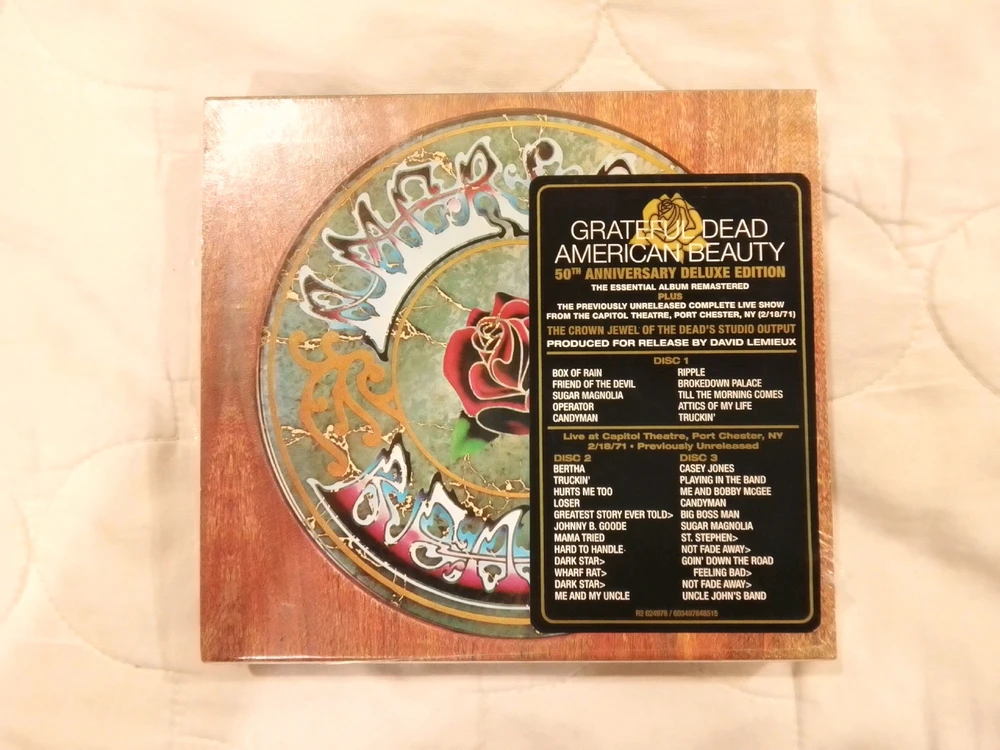 AMERIC
BEAU
GRATEFUL DEAD
AMERICAN BEAUTY
50TH ANNIVERSARY DELUXE EDITION
THE ESSENTIAL ALBUM REMASTERED
PLUS
THE PREVIOUSLY UNRELEASED COMPLETE LIVE SHOW
FROM THE CAPITOL THEATRE, PORT CHESTER, NY (2/18/71)
THE CROWN JEWEL OF THE DEAD'S STUDIO OUTPUT
PRODUCED FOR RELEASE BY DAVID LEMIEUX
DISC 1
BOX OF RAIN
FRIEND OF THE DEVIL
SUGAR MAGNOLIA
OPERATOR
CANDYMAN
RIPPLE
BROKEDOWN PALACE
TILL THE MORNING COMES
ATTICS OF MY LIFE
TRUCKIN'
Live at Capitol Theatre, Port Chester, NY
2/18/71 • Previously Unreleased
DISC 2
BERTHA
TRUCKIN'
HURTS ME TOO
LOSER
GREATEST STORY EVER TOLD>
JOHNNY B. GOODE
MAMA TRIED
HARD TO HANDLE
DARK STAR>
WHARF RAT>
DARK STAR>
ME AND MY UNCLE
DISC 3
CASEY JONES
PLAYING IN THE BAND
ME AND BOBBY MCGEE
CANDYMAN
BIG BOSS MAN
SUGAR MAGNOLIA
ST. STEPHEN>
NOT FADE AWAY>
GOIN' DOWN THE ROAD
FEELING BAD>
NOT FADE AWAY>
UNCLE JOHN'S BAND